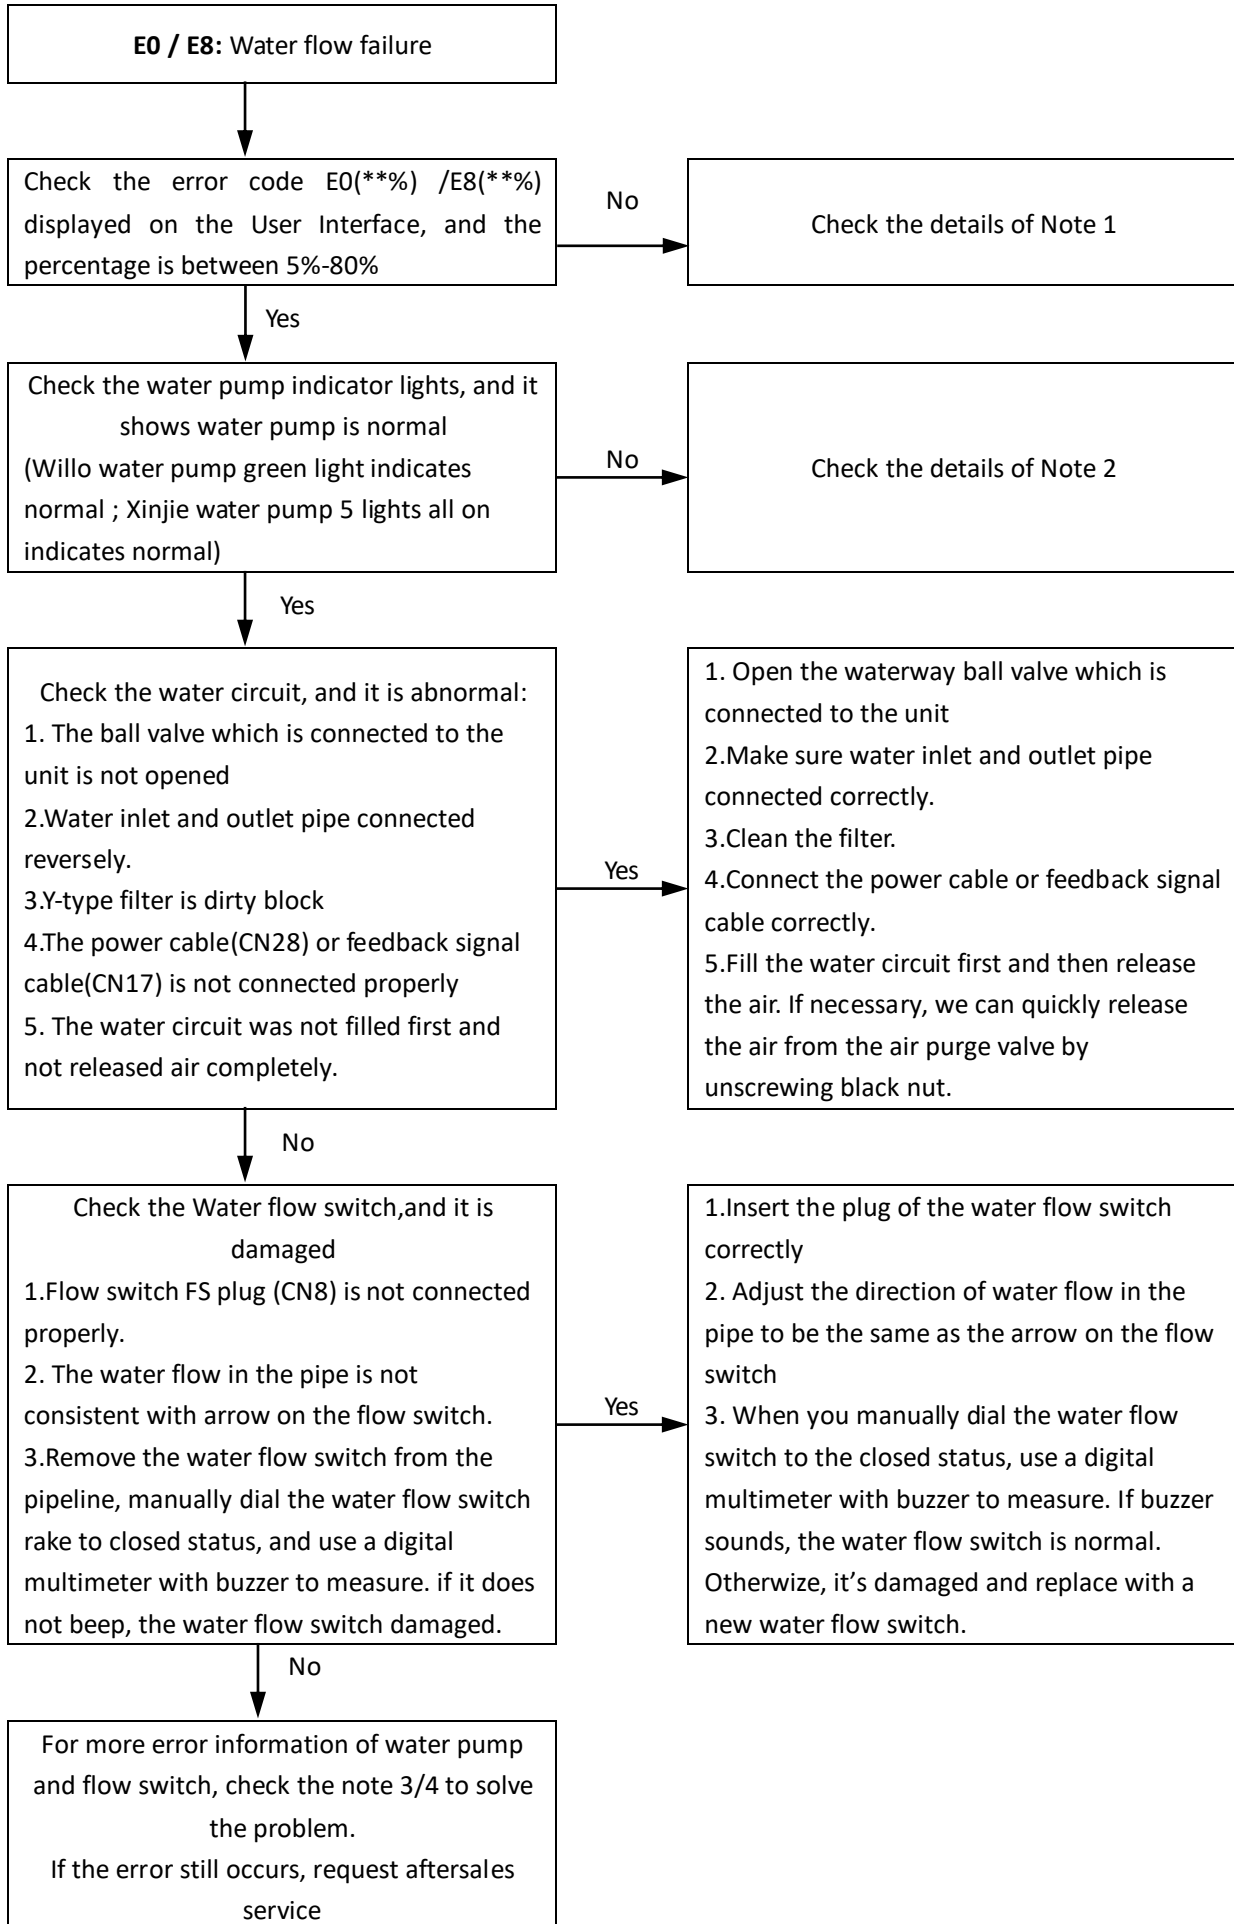 E0 / E8: Water flow failure
Check the error code E0(**%) /E8(**%)
displayed on the User Interface, and the
percentage is between 5%-80%
No
Check the details of Note 1
Yes
Check the water pump indicator lights, and it
shows water pump is normal
(Willo water pump green light indicates
normal ; Xinjie water pump 5 lights all on
indicates normal)
No
Check the details of Note 2
Yes
Check the water circuit, and it is abnormal:
1. The ball valve which is connected to the
unit is not opened
2.Water inlet and outlet pipe connected
reversely.
3.Y-type filter is dirty block
4.The power cable(CN28) or feedback signal
cable(CN17) is not connected properly
5. The water circuit was not filled first and
not released air completely.
Yes
1. Open the waterway ball valve which is
connected to the unit
2.Make sure water inlet and outlet pipe
connected correctly.
3.Clean the filter.
4.Connect the power cable or feedback signal
cable correctly.
5.Fill the water circuit first and then release
the air. If necessary, we can quickly release
the air from the air purge valve by
unscrewing black nut.
No
Check the Water flow switch,and it is
damaged
1.Flow switch FS plug (CN8) is not connected
properly.
2. The water flow in the pipe is not
consistent with arrow on the flow switch.
3.Remove the water flow switch from the
pipeline, manually dial the water flow switch
rake to closed status, and use a digital
multimeter with buzzer to measure. if it does
not beep, the water flow switch damaged.
Yes
1.Insert the plug of the water flow switch
correctly
2. Adjust the direction of water flow in the
pipe to be the same as the arrow on the flow
switch
3. When you manually dial the water flow
switch to the closed status, use a digital
multimeter with buzzer to measure. If buzzer
sounds, the water flow switch is normal.
Otherwize, it’s damaged and replace with a
new water flow switch.
No
For more error information of water pump
and flow switch, check the note 3/4 to solve
the problem.
If the error still occurs, request aftersales
service